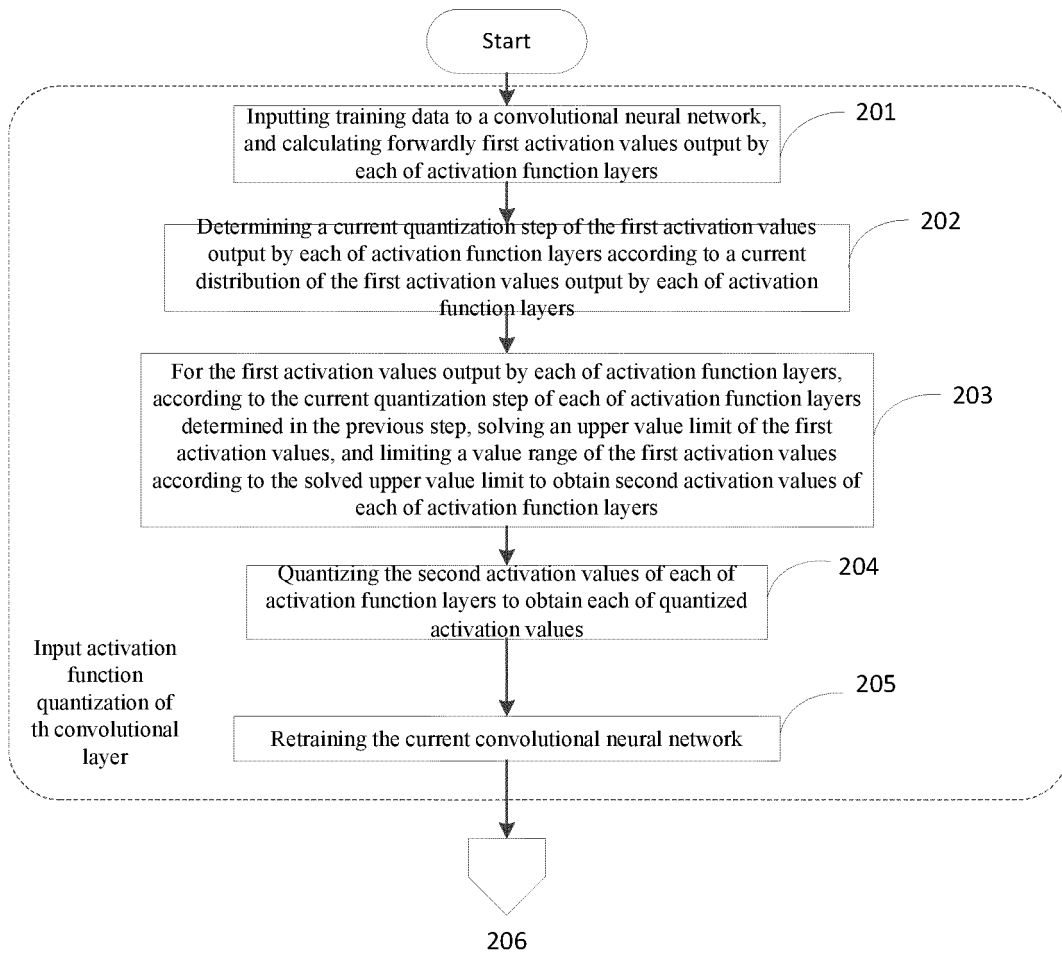 Start
Inputting training data to a convolutional neural network,
and calculating forwardly first activation values output by
each of activation function layers
201
Determining a current quantization step of the first activation values
output by each of activation function layers according to a current
distribution of the first activation values output by each of activation
function layers
202
For the first activation values output by each of activation function layers,
according to the current quantization step of each of activation function layers
determined in the previous step, solving an upper value limit of the first
activation values, and limiting a value range of the first activation values
according to the solved upper value limit to obtain second activation values of
each of activation function layers
203
Quantizing the second activation values of each of
activation function layers to obtain each of quantized
activation values
204
Input activation
function
quantization of
th convolutional
layer
Retraining the current convolutional neural network
205
206